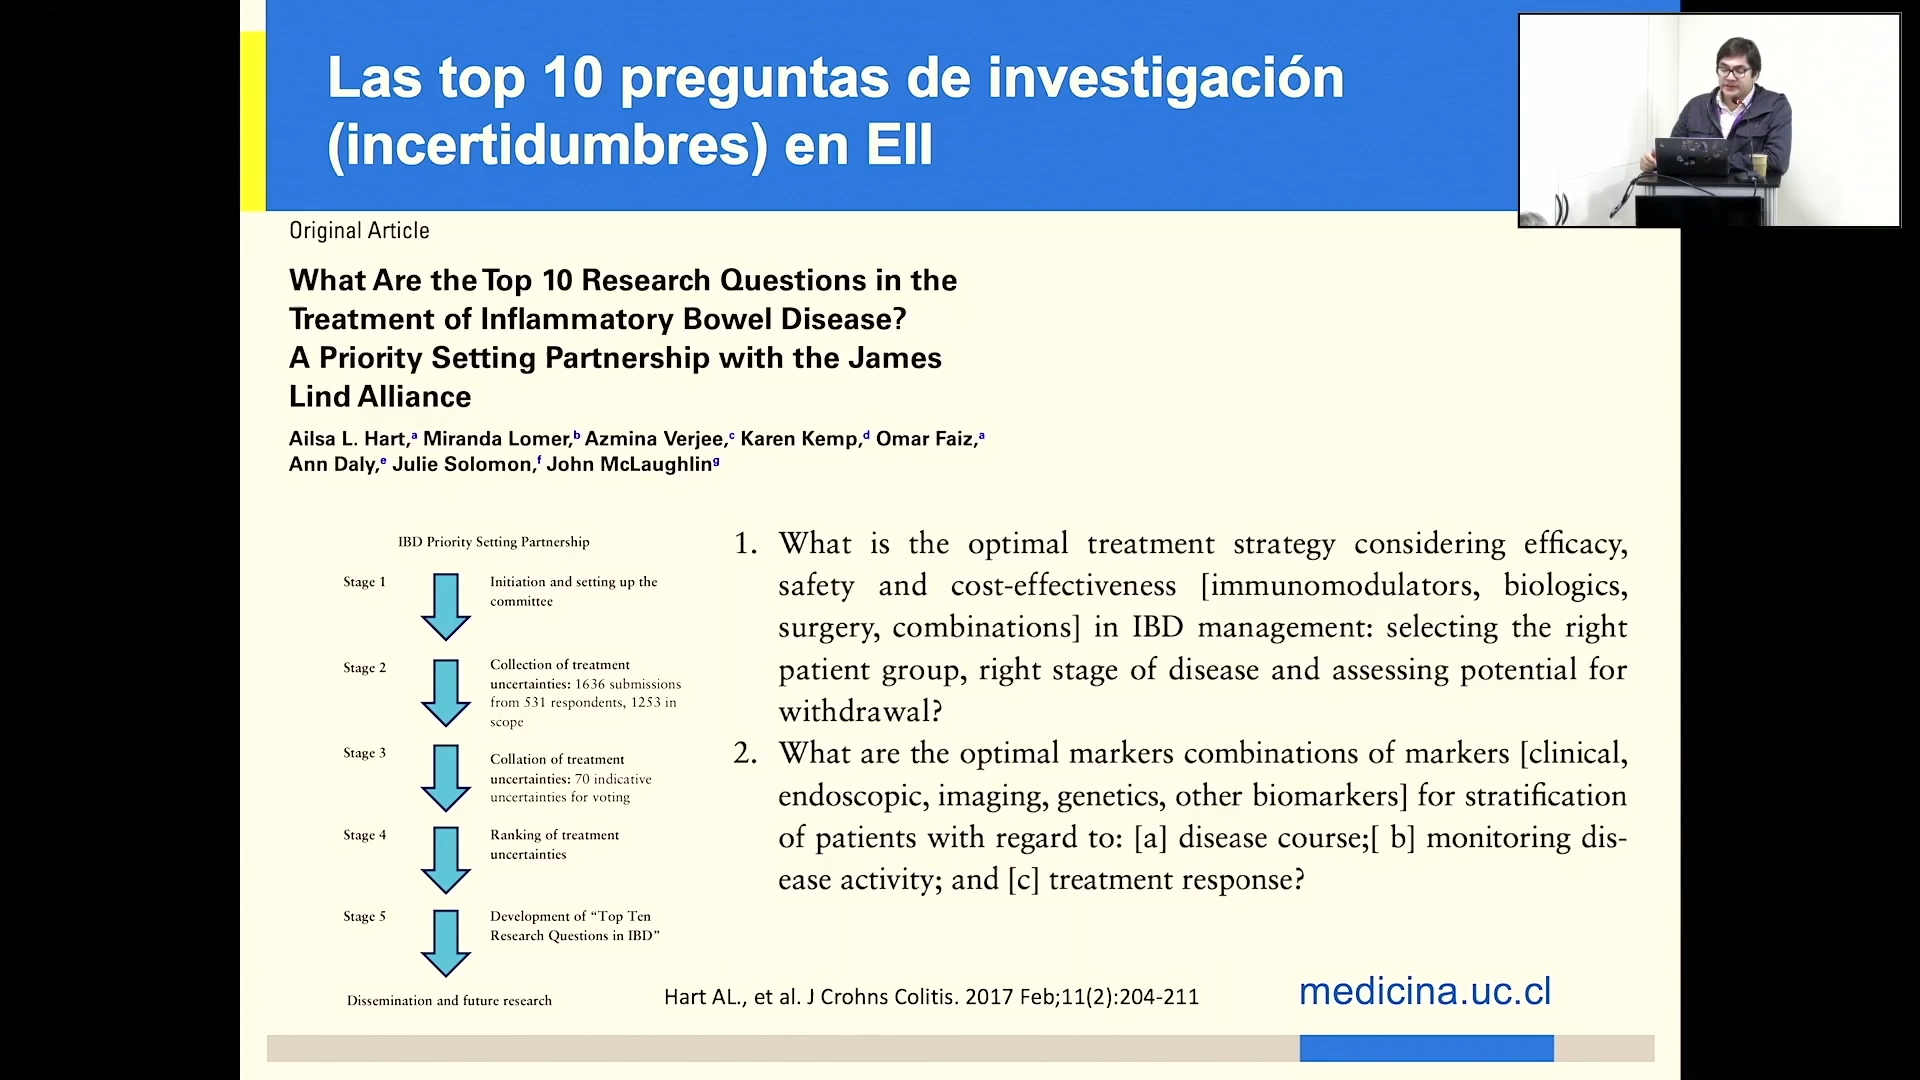 Las top 10 preguntas de investigación
(incertidumbres) en EII
Original Article
What Are the Top 10 Research Questions in the
Treatment of Inflammatory Bowel Disease?
A Priority Setting Partnership with the James
Lind Alliance
Ailsa L. Hart,a Miranda Lomer,b Azmina Verjee,c Karen Kemp,d Omar Faiz,a
Ann Daly,e Julie Solomon,f John McLaughling
IBD Priority Setting Partnership
Stage 1
Initiation and setting up the
committee
Stage 2
Collection of treatment
uncertainties: 1636 submissions
from 531 respondents, 1253 in
scope
Stage 3
Collation of treatment
uncertainties: 70 indicative
uncertainties for voting
Stage 4
Ranking of treatment
uncertainties
Stage 5
Development of “Top Ten
Research Questions in IBD”
Dissemination and future research
1. What is the optimal treatment strategy considering efficacy,
safety and cost-effectiveness [immunomodulators, biologics,
surgery, combinations] in IBD management: selecting the right
patient group, right stage of disease and assessing potential for
withdrawal?
2. What are the optimal markers combinations of markers [clinical,
endoscopic, imaging, genetics, other biomarkers] for stratification
of patients with regard to: [a] disease course;[ b] monitoring dis-
ease activity; and [c] treatment response?
Hart AL., et al. J Crohns Colitis. 2017 Feb;11(2):204-211
medicina.uc.cl